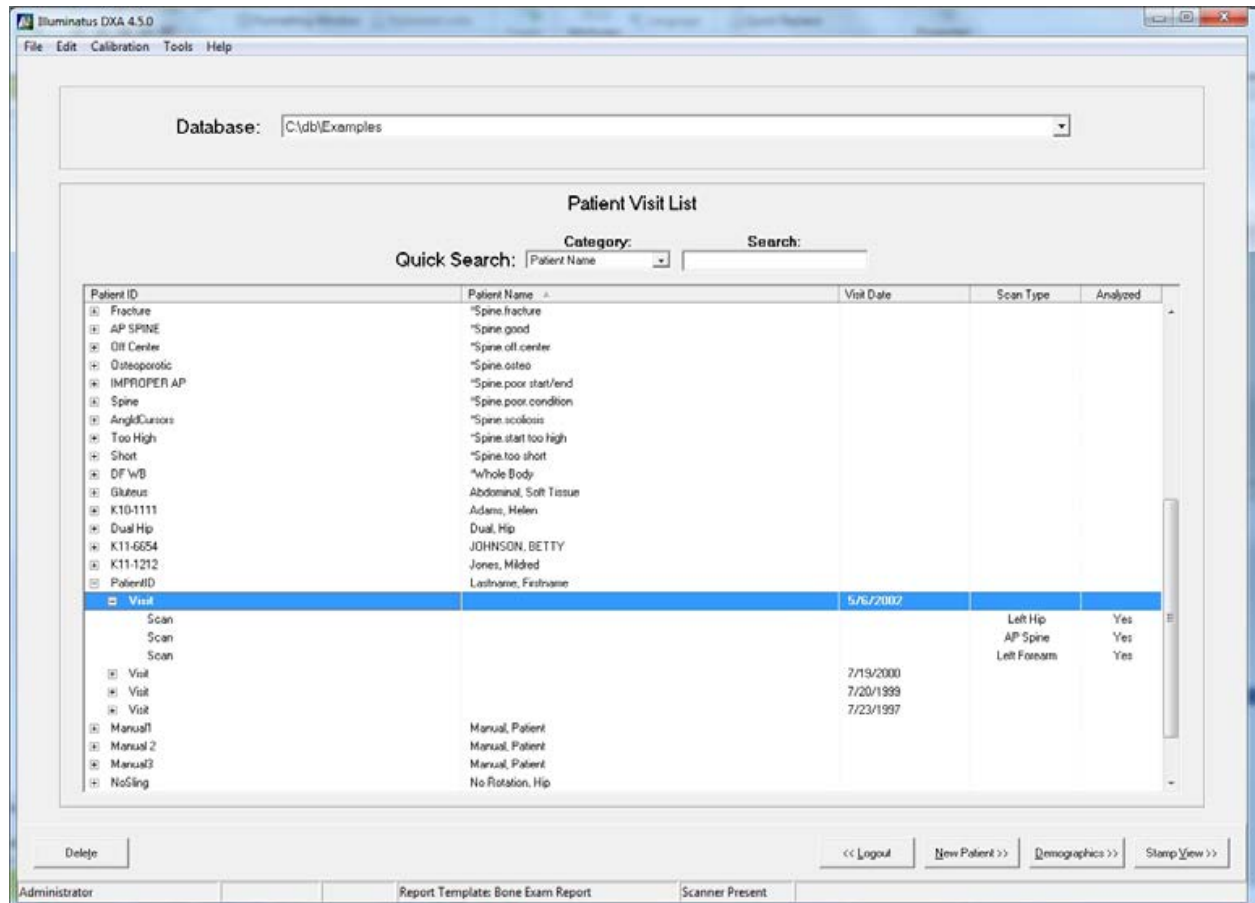 Illuminatus DXA 4.5.0
File Edit Calibration Tools Help
Database: C:\db\Examples
Patient Visit List
Category: Search:
Quick Search: Patient Name
Patient ID Patient Name Visit Date Scan Type Analyzed
Fracture *Spine.fracture
AP SPINE *Spine.good
Off Center *Spine.off.center
Osteoporotic *Spine.osteo
IMPROPER AP *Spine.poor start/end
Spine *Spine.poor.condition
AngldCursors *Spine.scoliosis
Too High *Spine.start too high
Short *Spine.too short
DF WB *Whole Body
Gluteus Abdominal, Soft Tissue
K10-1111 Adams, Helen
Dual Hip Dual, Hip
K11-6654 JOHNSON, BETTY
K11-1212 Jones, Mildred
PatientID Lastname, Firstname
Visit 5/6/2002
Scan Left Hip Yes
Scan AP Spine Yes
Scan Left Forearm Yes
Visit 7/19/2000
Visit 7/20/1999
Visit 7/23/1997
Manual1 Manual, Patient
Manual 2 Manual, Patient
Manual3 Manual, Patient
NoSling No Rotation, Hip
Delete << Logout New Patient >> Demographics >> Stamp View >>
Administrator Report Template: Bone Exam Report Scanner Present